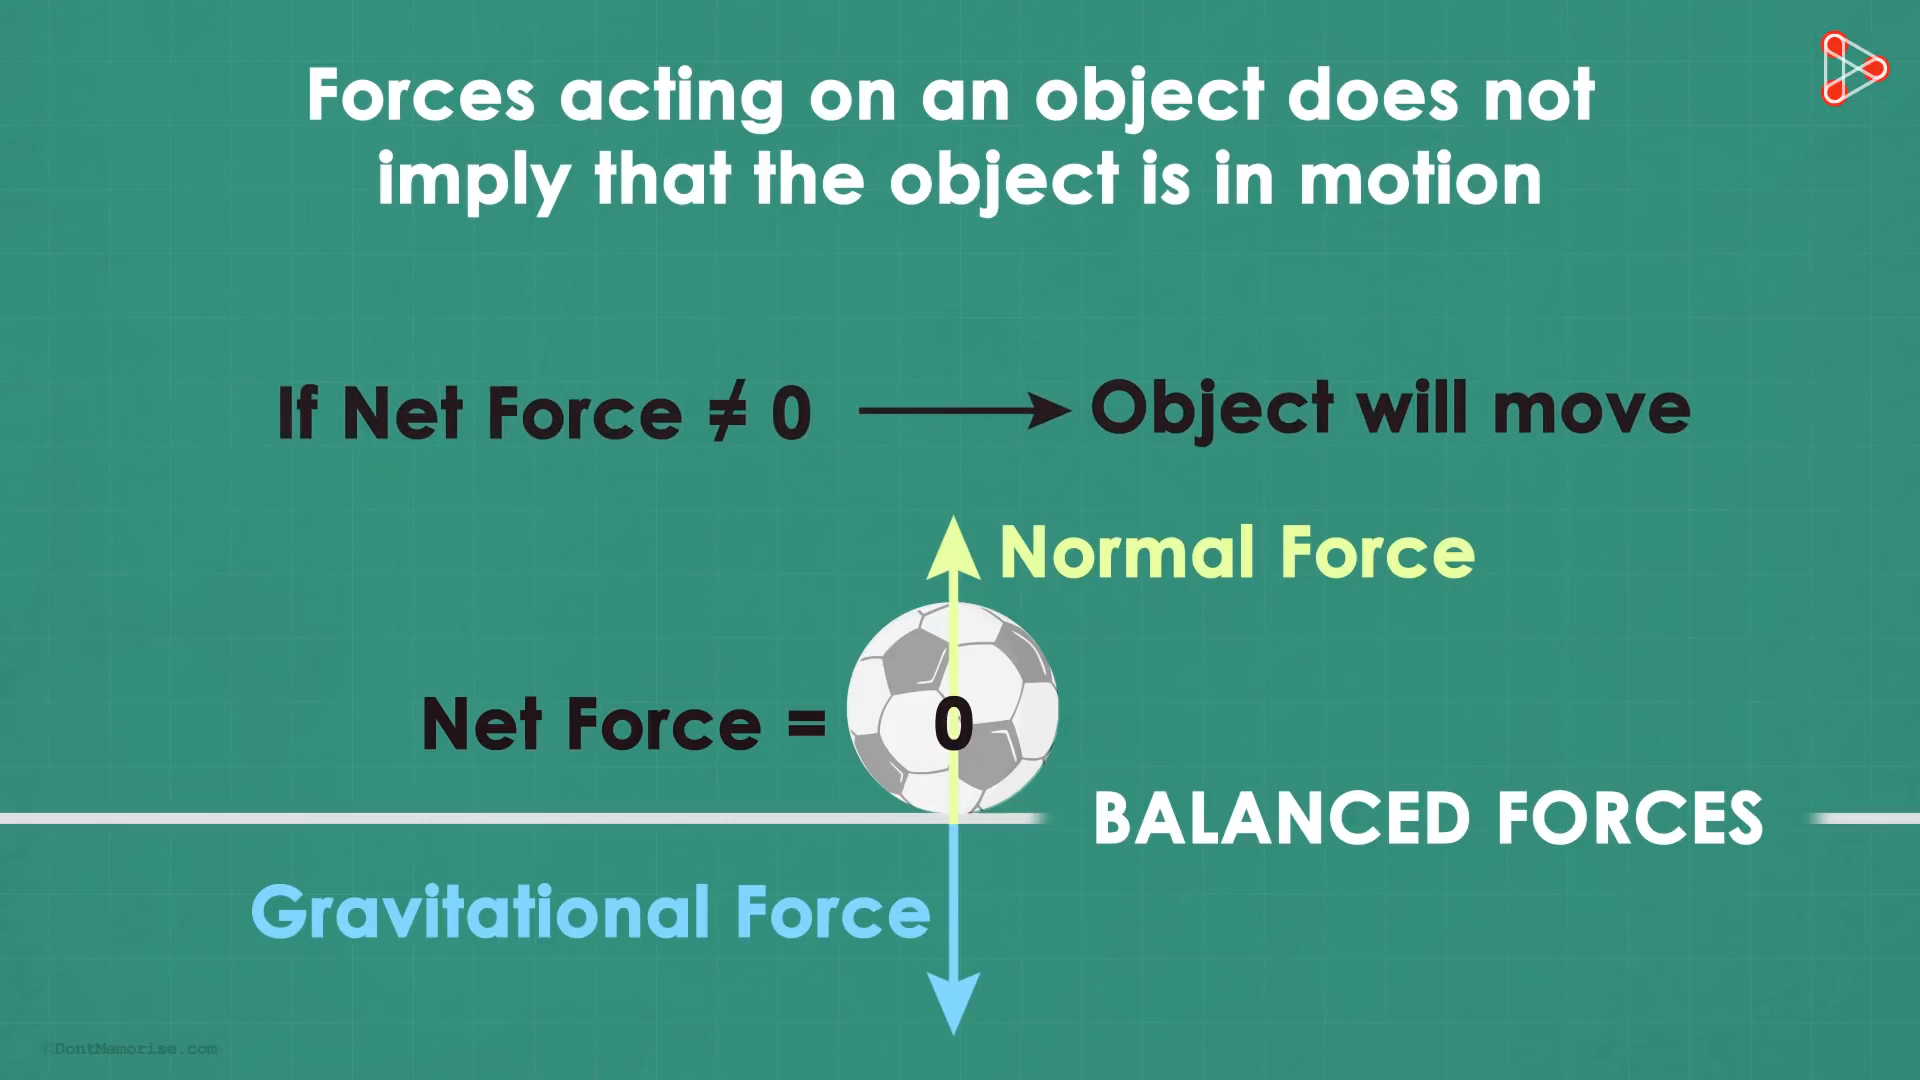 Forces acting on an object does not
imply that the object is in motion
If Net Force ≠ 0 Object will move
Normal Force
Net Force = 0
BALANCED FORCES
Gravitational Force
©DontMemorise.com